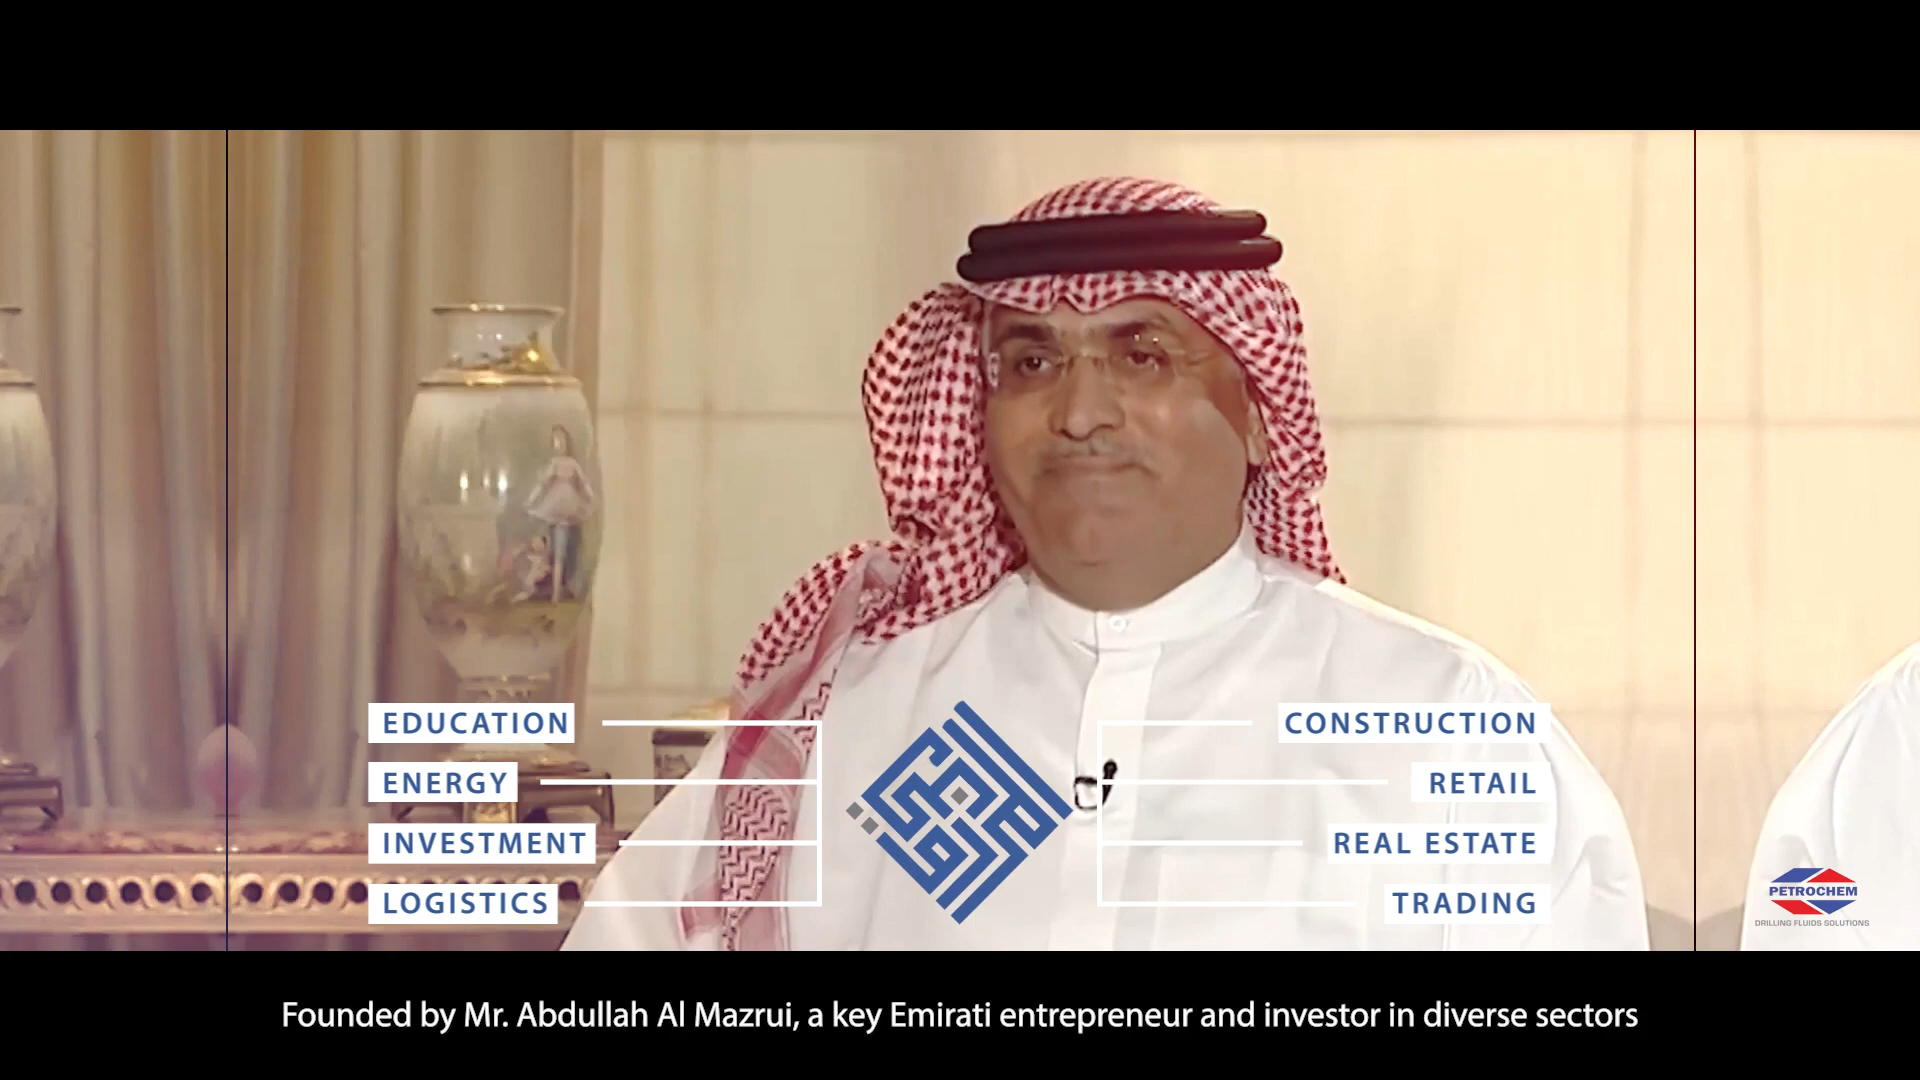 EDUCATION
ENERGY
INVESTMENT
LOGISTICS
CONSTRUCTION
RETAIL
REAL ESTATE
TRADING
PETROCHEM
DRILLING FLUIDS SOLUTIONS
Founded by Mr. Abdullah Al Mazrui, a key Emirati entrepreneur and investor in diverse sectors